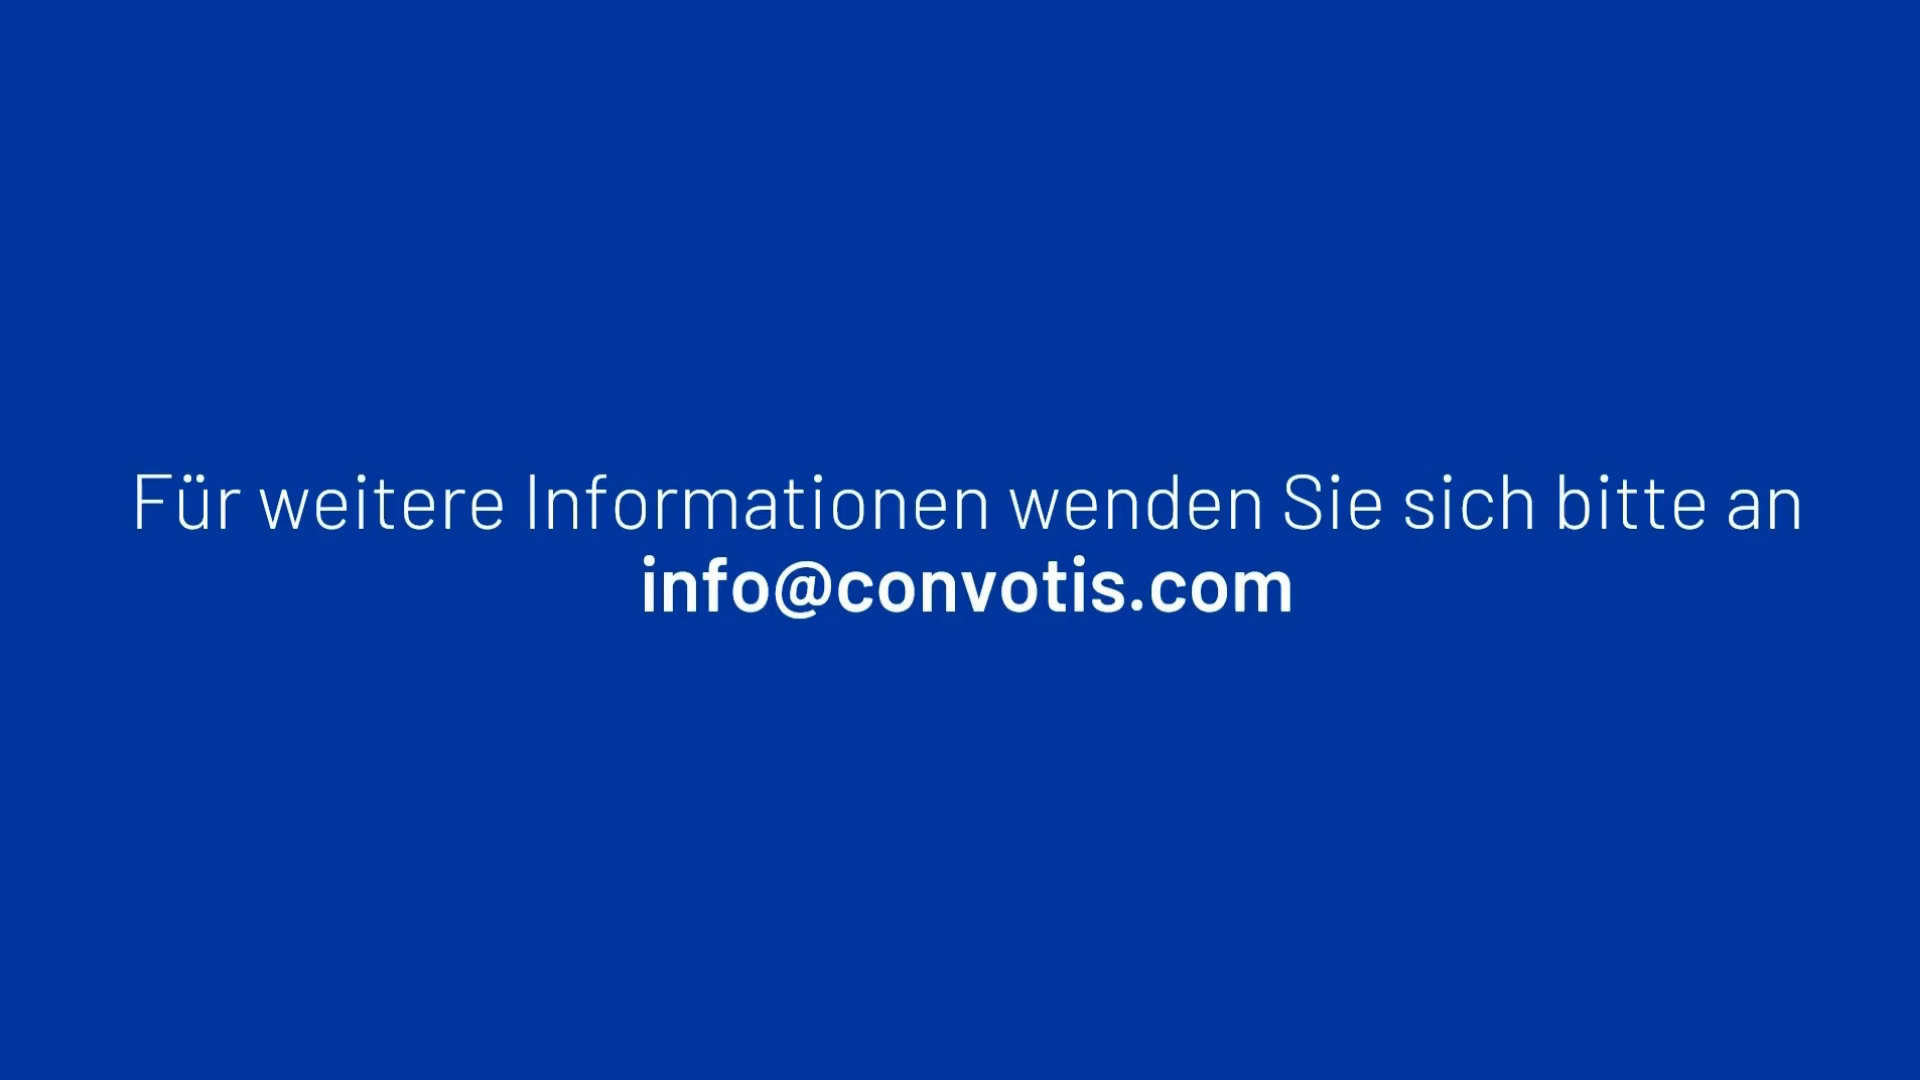 Für weitere Informationen wenden Sie sich bitte an
info@convotis.com